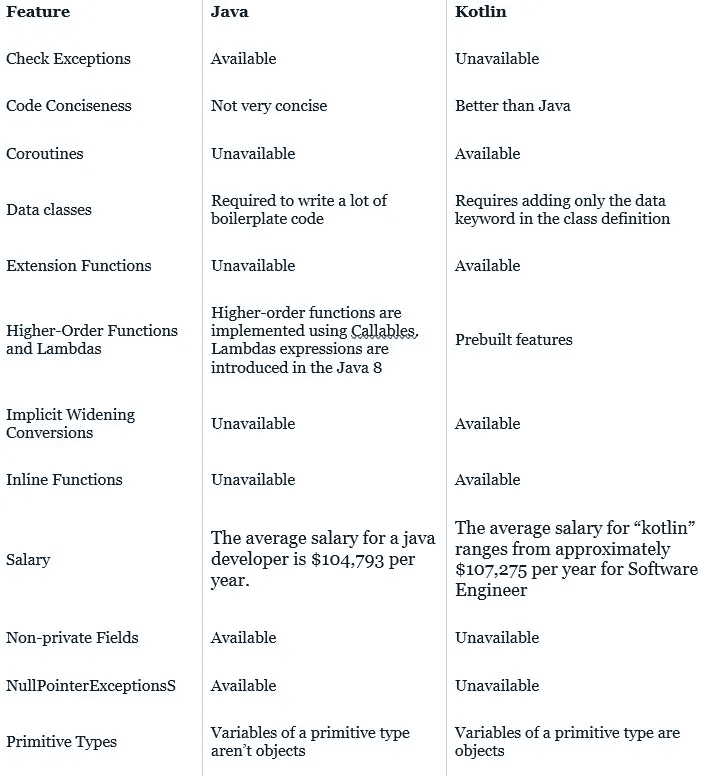 Feature Java Kotlin
Check Exceptions Available Unavailable
Code Conciseness Not very concise Better than Java
Coroutines Unavailable Available
Data classes
Required to write a lot of
boilerplate code
Requires adding only the data
keyword in the class definition
Extension Functions Unavailable Available
Higher-Order Functions
and Lambdas
Higher-order functions are
implemented using Callables.
Lambdas expressions are
introduced in the Java 8
Prebuilt features
Implicit Widening
Conversions
Unavailable Available
Inline Functions Unavailable Available
Salary
The average salary for a java
developer is $104,793 per
year.
The average salary for “kotlin”
ranges from approximately
$107,275 per year for Software
Engineer
Non-private Fields Available Unavailable
NullPointerExceptionsS Available Unavailable
Primitive Types
Variables of a primitive type
aren’t objects
Variables of a primitive type are
objects